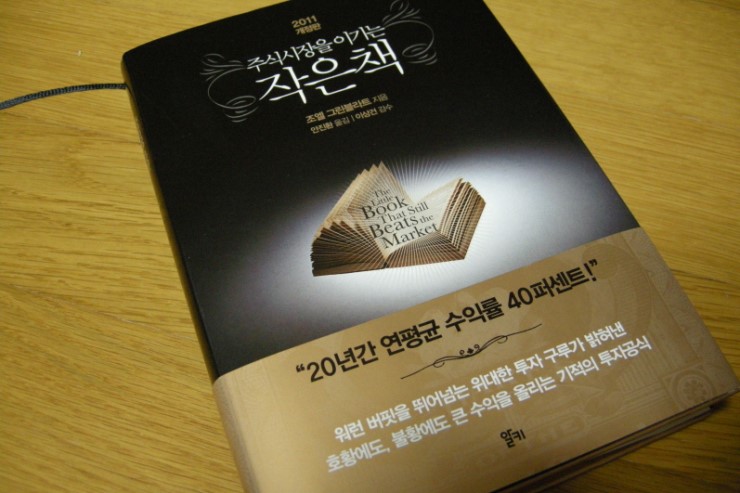 2011
개정판
주식시장을 이기는
작은 책
조엘 그린블라트 지음
안진환 옮김 | 이상건 감수
The
Little
Book
That Still
Beats the
Market
“20년간 연평균 수익률 40퍼센트!”
워런 버핏을 뛰어넘는 위대한 투자 구루가 밝혀낸
호황에도, 불황에도 큰 수익을 올리는 기적의 투자공식
알키